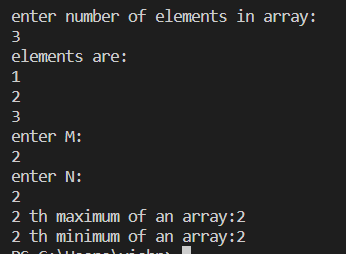 enter number of elements in array:
3
elements are:
1
2
3
enter M:
2
enter N:
2
2 th maximum of an array:2
2 th minimum of an array:2